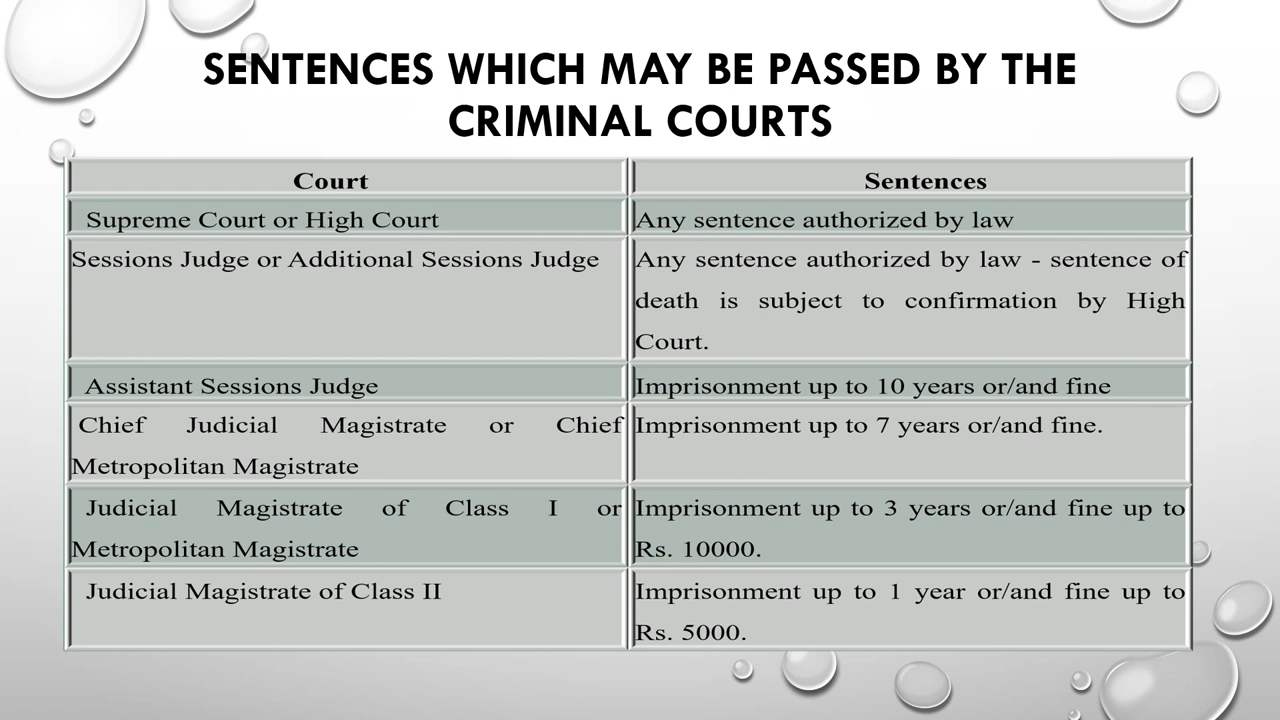 SENTENCES WHICH MAY BE PASSED BY THE
CRIMINAL COURTS
Court
Sentences
Supreme Court or High Court
Any sentence authorized by law
Sessions Judge or Additional Sessions Judge
Any sentence authorized by law - sentence of
death is subject to confirmation by High
Court.
Assistant Sessions Judge
Imprisonment up to 10 years or/and fine
Chief Judicial Magistrate or Chief
Metropolitan Magistrate
Imprisonment up to 7 years or/and fine.
Judicial Magistrate of Class I or
Metropolitan Magistrate
Imprisonment up to 3 years or/and fine up to
Rs. 10000.
Judicial Magistrate of Class II
Imprisonment up to 1 year or/and fine up to
Rs. 5000.